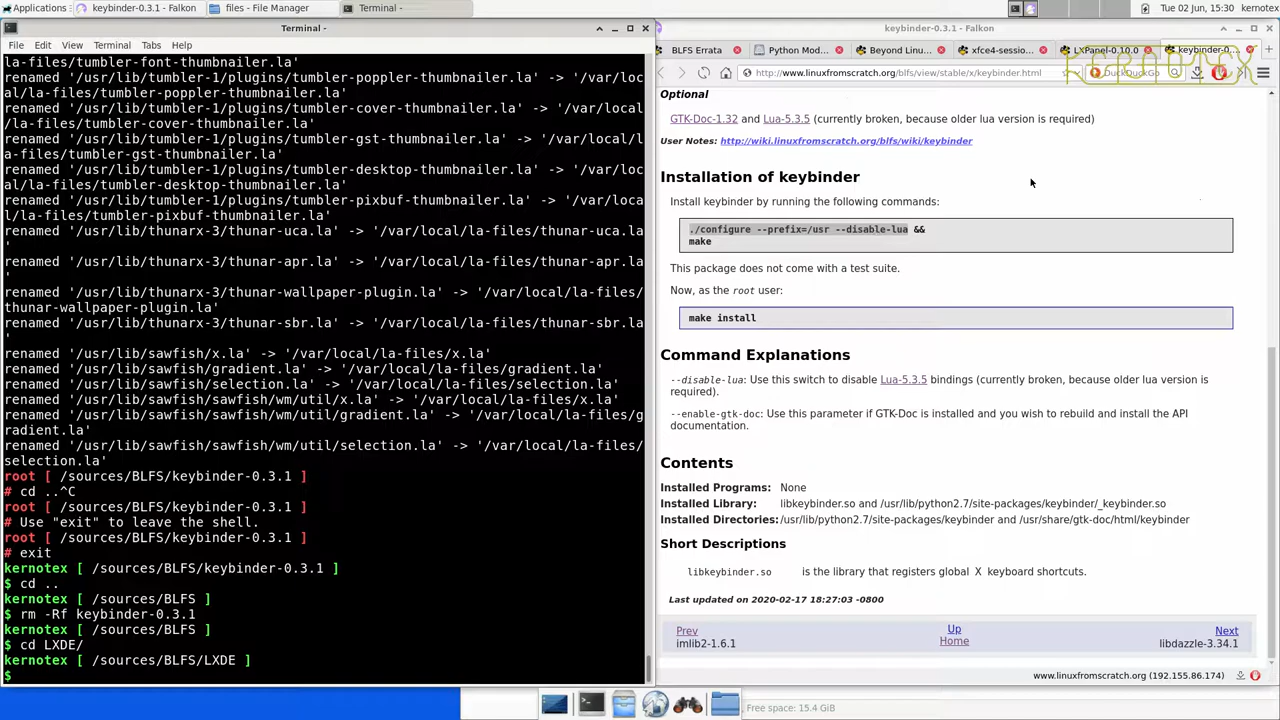 Applications
keybinder-0.3.1 - Falkon
files - File Manager
Terminal -
Tue 02 Jun, 15:30
kernotex
Terminal -
File Edit View Terminal Tabs Help
la-files/tumbler-font-thumbnailer.la'
renamed '/usr/lib/tumbler-1/plugins/tumbler-poppler-thumbnailer.la' -> '/var/loc
al/la-files/tumbler-poppler-thumbnailer.la'
renamed '/usr/lib/tumbler-1/plugins/tumbler-cover-thumbnailer.la' -> '/var/local
/la-files/tumbler-cover-thumbnailer.la'
renamed '/usr/lib/tumbler-1/plugins/tumbler-gst-thumbnailer.la' -> '/var/local/l
a-files/tumbler-gst-thumbnailer.la'
renamed '/usr/lib/tumbler-1/plugins/tumbler-desktop-thumbnailer.la' -> '/var/loc
al/la-files/tumbler-desktop-thumbnailer.la'
renamed '/usr/lib/tumbler-1/plugins/tumbler-pixbuf-thumbnailer.la' -> '/var/loca
l/la-files/tumbler-pixbuf-thumbnailer.la'
renamed '/usr/lib/thunarx-3/thunar-uca.la' -> '/var/local/la-files/thunar-uca.la
'
renamed '/usr/lib/thunarx-3/thunar-apr.la' -> '/var/local/la-files/thunar-apr.la
'
renamed '/usr/lib/thunarx-3/thunar-wallpaper-plugin.la' -> '/var/local/la-files/
thunar-wallpaper-plugin.la'
renamed '/usr/lib/thunarx-3/thunar-sbr.la' -> '/var/local/la-files/thunar-sbr.la
'
renamed '/usr/lib/sawfish/x.la' -> '/var/local/la-files/x.la'
renamed '/usr/lib/sawfish/gradient.la' -> '/var/local/la-files/gradient.la'
renamed '/usr/lib/sawfish/selection.la' -> '/var/local/la-files/selection.la'
renamed '/usr/lib/sawfish/wm/util/x.la' -> '/var/local/la-files/x.la'
renamed '/usr/lib/sawfish/wm/util/gradient.la' -> '/var/local/la-files/g
radient.la'
renamed '/usr/lib/sawfish/wm/util/selection.la' -> '/var/local/la-files/
selection.la'
root [ /sources/BLFS/keybinder-0.3.1 ]
# cd ..^C
root [ /sources/BLFS/keybinder-0.3.1 ]
# Use "exit" to leave the shell.
root [ /sources/BLFS/keybinder-0.3.1 ]
# exit
kernotex [ /sources/BLFS/keybinder-0.3.1 ]
$ cd ..
kernotex [ /sources/BLFS ]
$ rm -Rf keybinder-0.3.1
kernotex [ /sources/BLFS ]
$ cd LXDE/
kernotex [ /sources/BLFS/LXDE ]
$
keybinder-0.3.1 - Falkon
BLFS Errata
Python Mod...
Beyond Linu...
xfce4-sessio...
LXPanel-0.10.0
keybinder-0...
http://www.linuxfromscratch.org/blfs/view/stable/x/keybinder.html
DuckDuckGo
KERNOTEX
Optional
GTK-Doc-1.32 and Lua-5.3.5 (currently broken, because older lua version is required)
User Notes: http://wiki.linuxfromscratch.org/blfs/wiki/keybinder
Installation of keybinder
Install keybinder by running the following commands:
./configure --prefix=/usr --disable-lua &&
make
This package does not come with a test suite.
Now, as the root user:
make install
Command Explanations
--disable-lua: Use this switch to disable Lua-5.3.5 bindings (currently broken, because older lua version is
required).
--enable-gtk-doc: Use this parameter if GTK-Doc is installed and you wish to rebuild and install the API
documentation.
Contents
Installed Programs: None
Installed Library: libkeybinder.so and /usr/lib/python2.7/site-packages/keybinder/_keybinder.so
Installed Directories: /usr/lib/python2.7/site-packages/keybinder and /usr/share/gtk-doc/html/keybinder
Short Descriptions
libkeybinder.so is the library that registers global X keyboard shortcuts.
Last updated on 2020-02-17 18:27:03 -0800
Prev Up Next
imlib2-1.6.1 Home libdazzle-3.34.1
www.linuxfromscratch.org (192.155.86.174)
Free space: 15.4 GiB